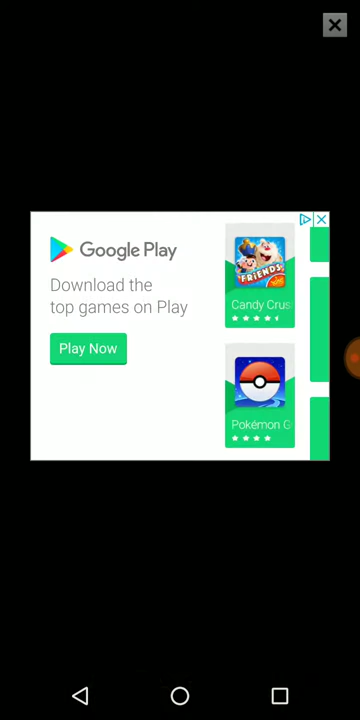 Google Play
Download the
top games on Play
Play Now
FRIENDS
Candy Crus
Pokémon G